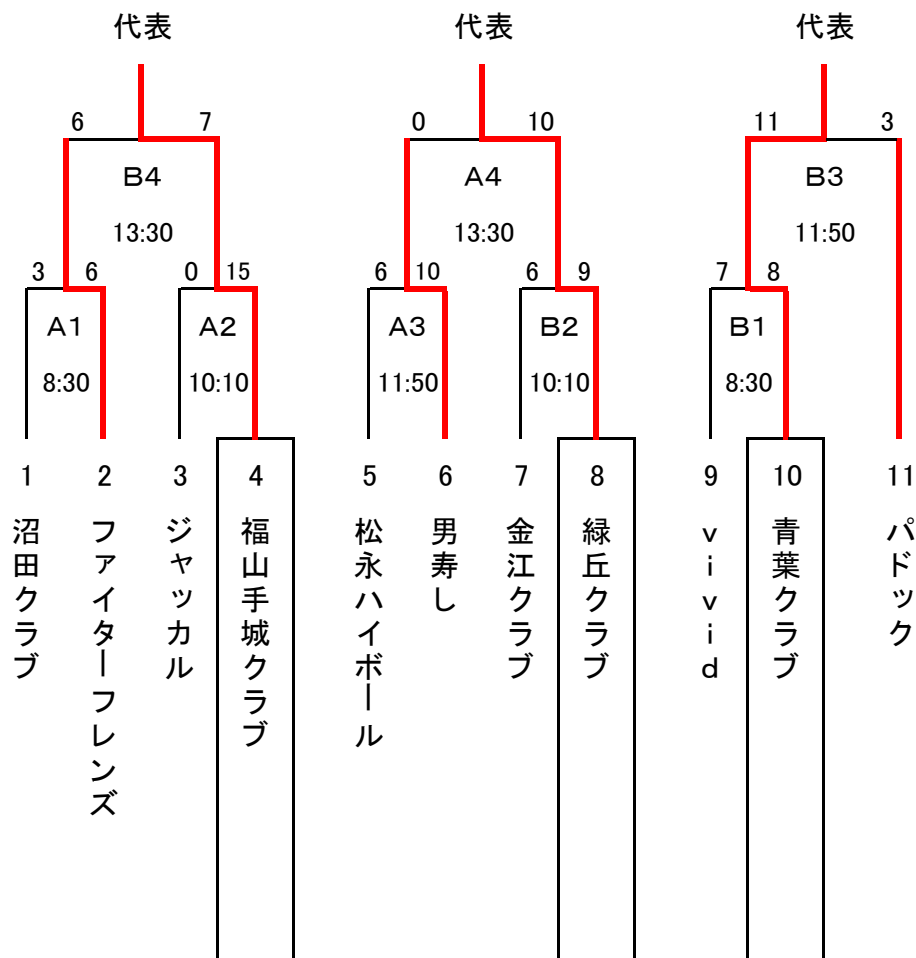 代表 代表 代表
6 7 0 10 11 3
B4 A4 B3
13:30 13:30 11:50
3 6 0 15 6 10 6 9 7 8
A1 A2 A3 B2 B1
8:30 10:10 11:50 10:10 8:30
1 2 3 4 5 6 7 8 9 10 11
沼田クラブ
ファイターフレンズ
ジャッカル
福山手城クラブ
松永ハイボール
男寿し
金江クラブ
緑丘クラブ
vivid
青葉クラブ
パドック